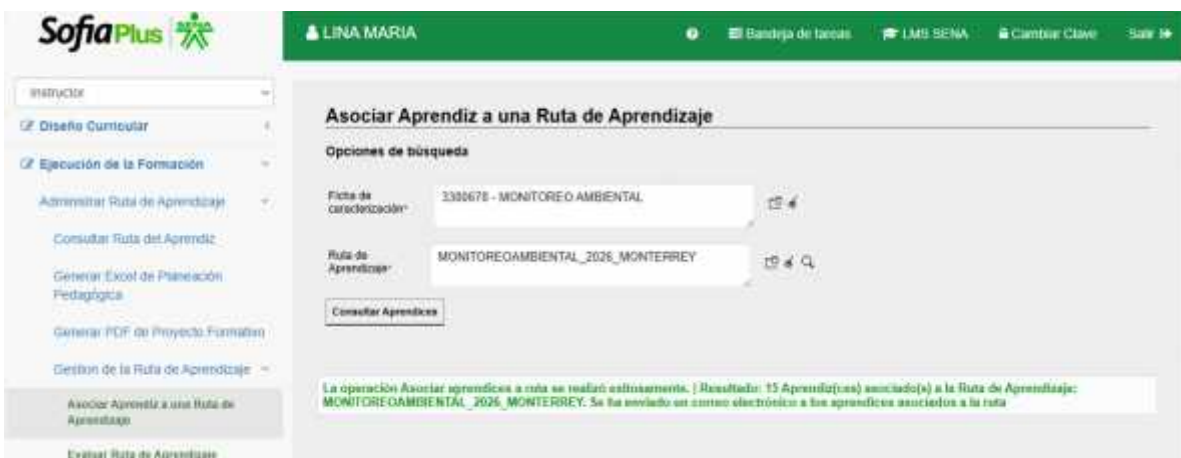 SofiaPlus
LINA MARIA
Bandeja de tareas
LMS SENA
Cambiar Clave
Salir
Instructor
Diseño Curricular
Ejecución de la Formación
Administrar Ruta de Aprendizaje
Consultar Ruta del Aprendiz
Generar Excel de Planeación
Pedagógica
Generar PDF de Proyecto Formativo
Gestion de la Ruta de Aprendizaje
Asociar Aprendiz a una Ruta de
Aprendizaje
Evaluar Ruta de Aprendizaje
Asociar Aprendiz a una Ruta de Aprendizaje
Opciones de búsqueda
Ficha de
caracterización*
3300678 - MONITOREO AMBIENTAL
Ruta de
Aprendizaje*
MONITOREOAMBIENTAL_2026_MONTERREY
Consultar Aprendices
La operación Asociar aprendices a ruta se realizó exitosamente. | Resultado: 15 Aprendiz(ces) asociado(s) a la Ruta de Aprendizaje:
MONITOREOAMBIENTAL_2026_MONTERREY. Se ha enviado un correo electrónico a los aprendices asociados a la ruta